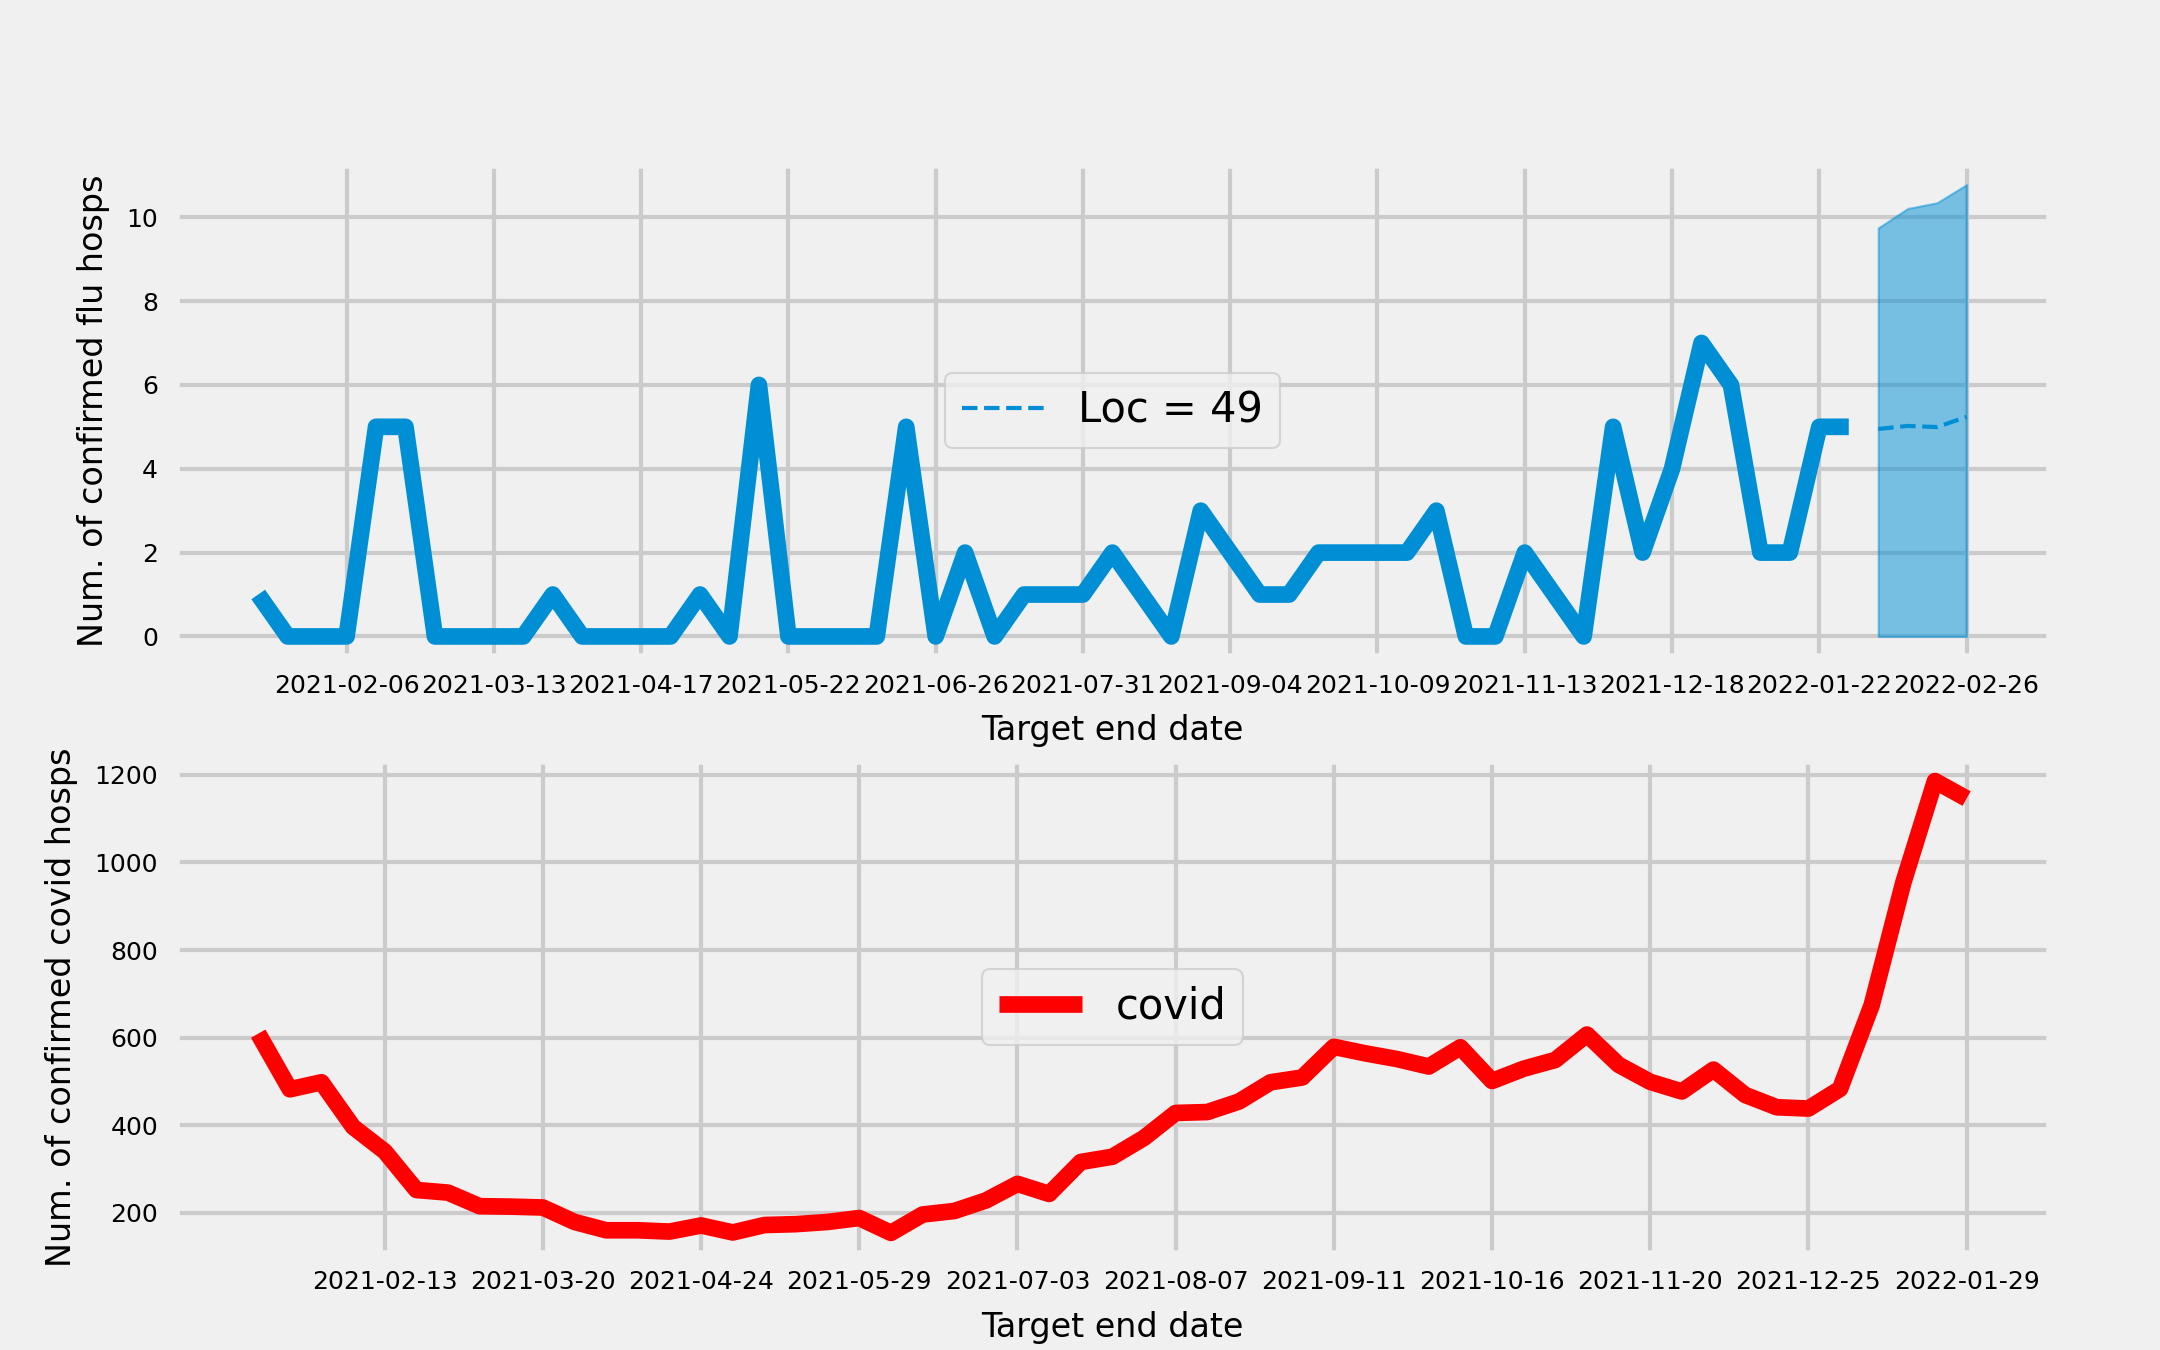 Num. of confirmed flu hosps
10
8
6
4
2
0
Loc = 49
2021-02-06 2021-03-13 2021-04-17 2021-05-22 2021-06-26 2021-07-31 2021-09-04 2021-10-09 2021-11-13 2021-12-18 2022-01-22 2022-02-26
Target end date
Num. of confirmed covid hosps
1200
1000
800
600
400
200
covid
2021-02-13 2021-03-20 2021-04-24 2021-05-29 2021-07-03 2021-08-07 2021-09-11 2021-10-16 2021-11-20 2021-12-25 2022-01-29
Target end date